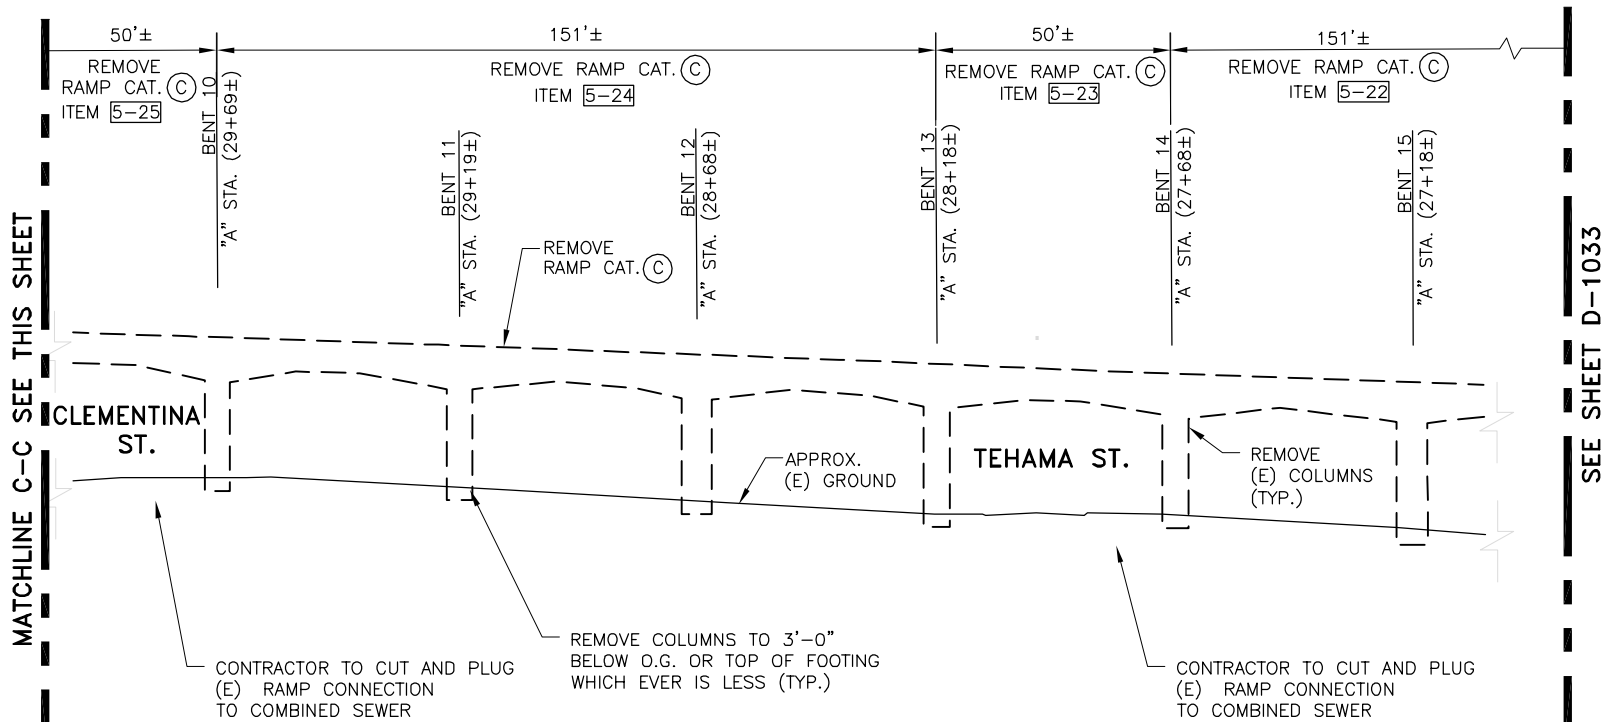 50'±
151'±
50'±
151'±
REMOVE
RAMP CAT. C
ITEM 5-25
REMOVE RAMP CAT. C
ITEM 5-24
REMOVE RAMP CAT. C
ITEM 5-23
REMOVE RAMP CAT. C
ITEM 5-22
BENT 10
"A" STA. (29+69±)
BENT 11
"A" STA. (29+19±)
BENT 12
"A" STA. (28+68±)
BENT 13
"A" STA. (28+18±)
BENT 14
"A" STA. (27+68±)
BENT 15
"A" STA. (27+18±)
REMOVE
RAMP CAT. C
MATCHLINE C-C SEE THIS SHEET
SEE SHEET D-1033
CLEMENTINA
ST.
APPROX.
(E) GROUND
TEHAMA ST.
REMOVE
(E) COLUMNS
(TYP.)
CONTRACTOR TO CUT AND PLUG
(E) RAMP CONNECTION
TO COMBINED SEWER
REMOVE COLUMNS TO 3'-0"
BELOW O.G. OR TOP OF FOOTING
WHICH EVER IS LESS (TYP.)
CONTRACTOR TO CUT AND PLUG
(E) RAMP CONNECTION
TO COMBINED SEWER